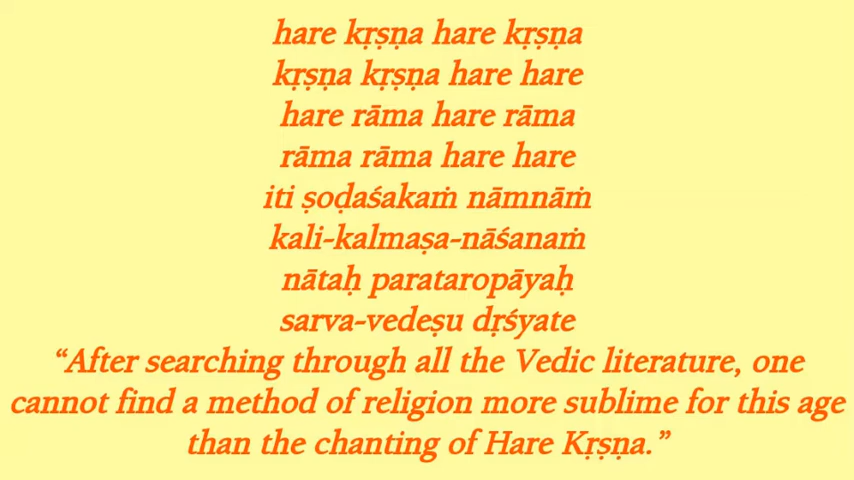 hare kṛṣṇa hare kṛṣṇa
kṛṣṇa kṛṣṇa hare hare
hare rāma hare rāma
rāma rāma hare hare
iti ṣoḍaśakaṁ nāmnāṁ
kali-kalmaṣa-nāśanaṁ
nātaḥ parataropāyaḥ
sarva-vedeṣu dṛśyate
“After searching through all the Vedic literature, one
cannot find a method of religion more sublime for this age
than the chanting of Hare Kṛṣṇa.”